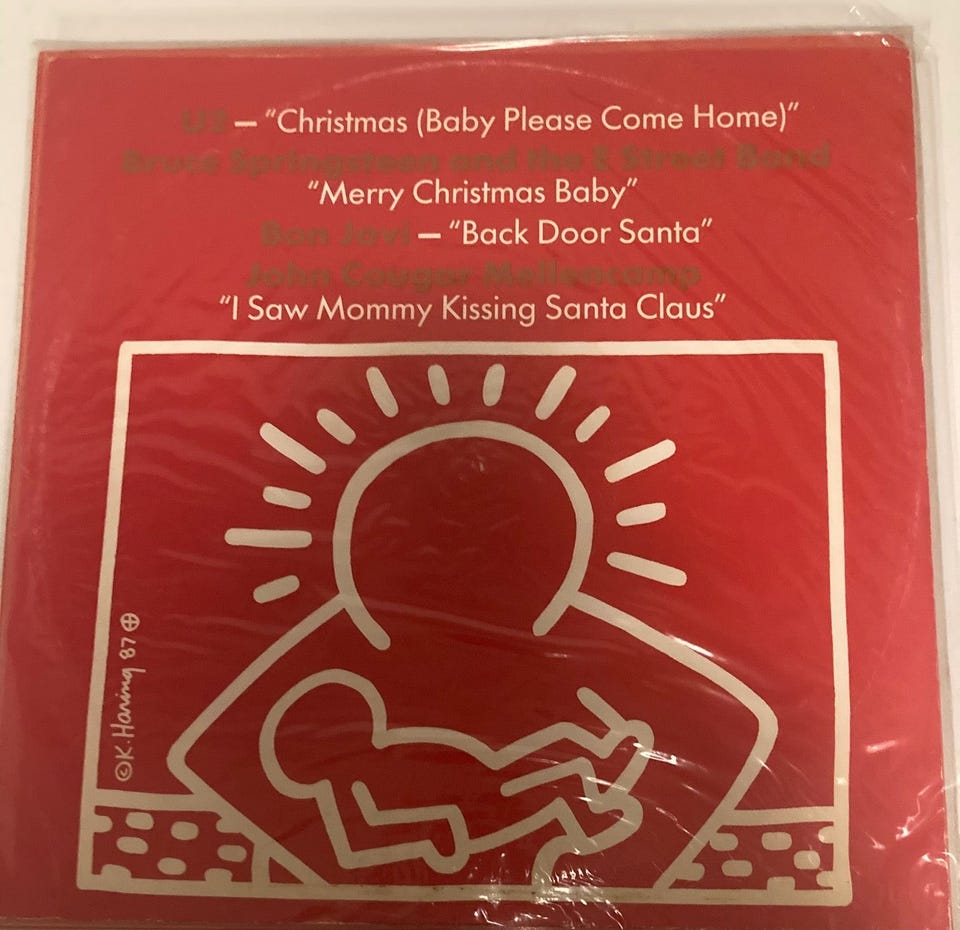 U2 — “Christmas (Baby Please Come Home)”
Bruce Springsteen and the E Street Band
“Merry Christmas Baby”
Bon Jovi — “Back Door Santa”
John Cougar Mellencamp
“I Saw Mommy Kissing Santa Claus”
©K. Haring 87